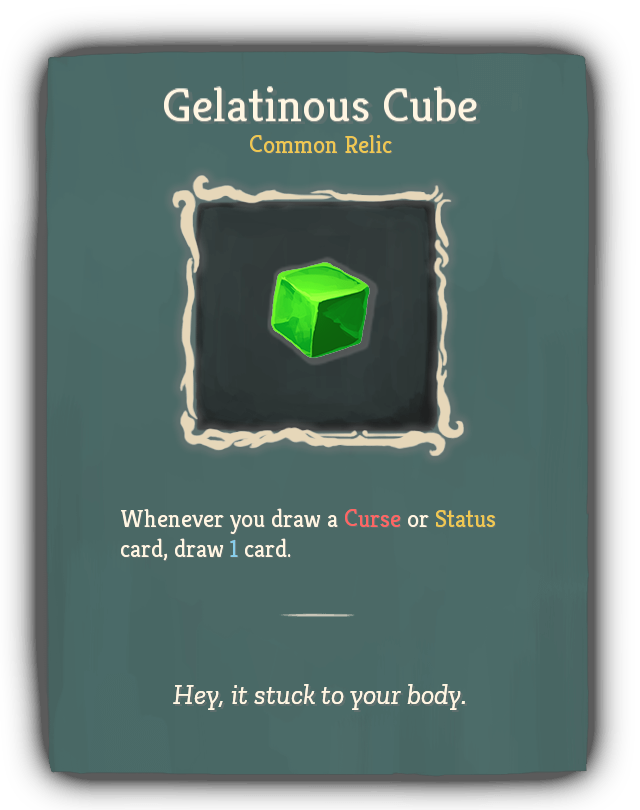 Gelatinous Cube
Common Relic
Whenever you draw a Curse or Status
card, draw 1 card.
Hey, it stuck to your body.